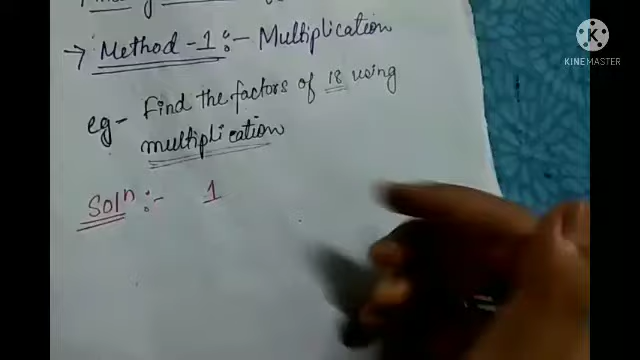 → Method-1:- Multiplication
eg- Find the factors of 18 using
multiplication
Solⁿ:- 1
KINEMASTER